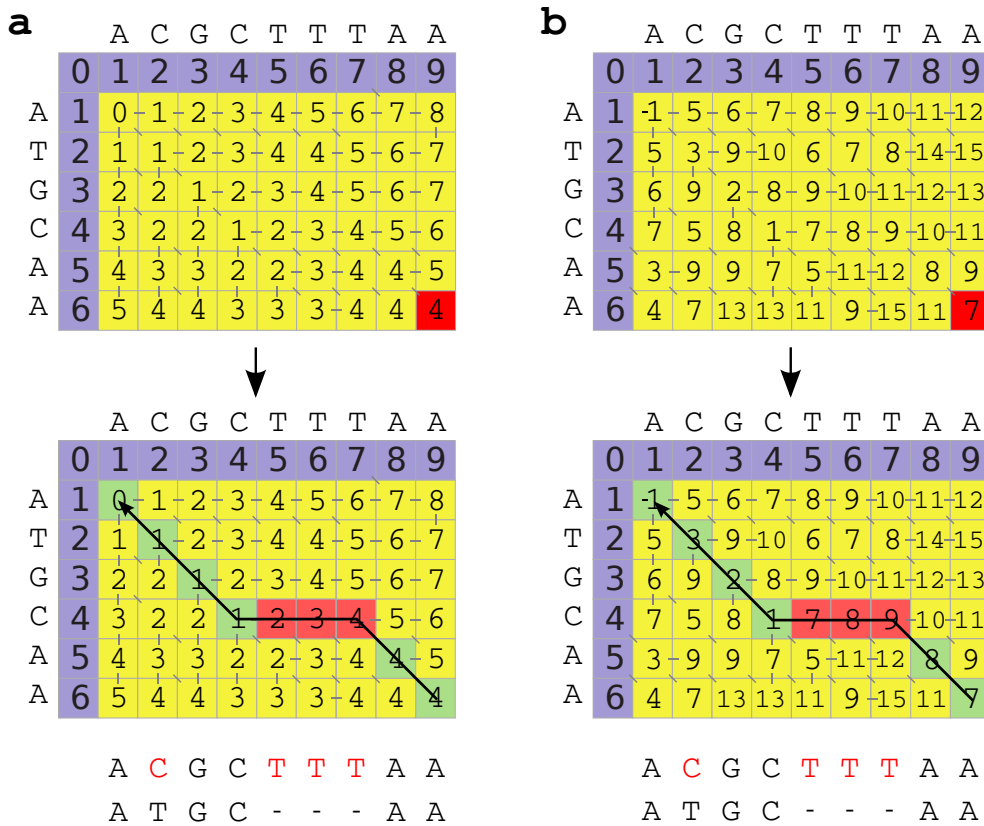 a
A C G C T T T A A
0 1 2 3 4 5 6 7 8 9
A 1 0 1 2 3 4 5 6 7 8
T 2 1 1 2 3 4 4 5 6 7
G 3 2 2 1 2 3 4 5 6 7
C 4 3 2 2 1 2 3 4 5 6
A 5 4 3 3 2 2 3 4 4 5
A 6 5 4 4 3 3 3 4 4 4
A C G C T T T A A
0 1 2 3 4 5 6 7 8 9
A 1 0 1 2 3 4 5 6 7 8
T 2 1 1 2 3 4 4 5 6 7
G 3 2 2 1 2 3 4 5 6 7
C 4 3 2 2 1 2 3 4 5 6
A 5 4 3 3 2 2 3 4 4 5
A 6 5 4 4 3 3 3 4 4 4
A C G C T T T A A
A T G C - - - A A
b
A C G C T T T A A
0 1 2 3 4 5 6 7 8 9
A 1 -1 5 6 7 8 9 10 11 12
T 2 5 3 9 10 6 7 8 14 15
G 3 6 9 2 8 9 10 11 12 13
C 4 7 5 8 1 7 8 9 10 11
A 5 3 9 9 7 5 11 12 8 9
A 6 4 7 13 13 11 9 15 11 7
A C G C T T T A A
0 1 2 3 4 5 6 7 8 9
A 1 -1 5 6 7 8 9 10 11 12
T 2 5 3 9 10 6 7 8 14 15
G 3 6 9 2 8 9 10 11 12 13
C 4 7 5 8 1 7 8 9 10 11
A 5 3 9 9 7 5 11 12 8 9
A 6 4 7 13 13 11 9 15 11 7
A C G C T T T A A
A T G C - - - A A